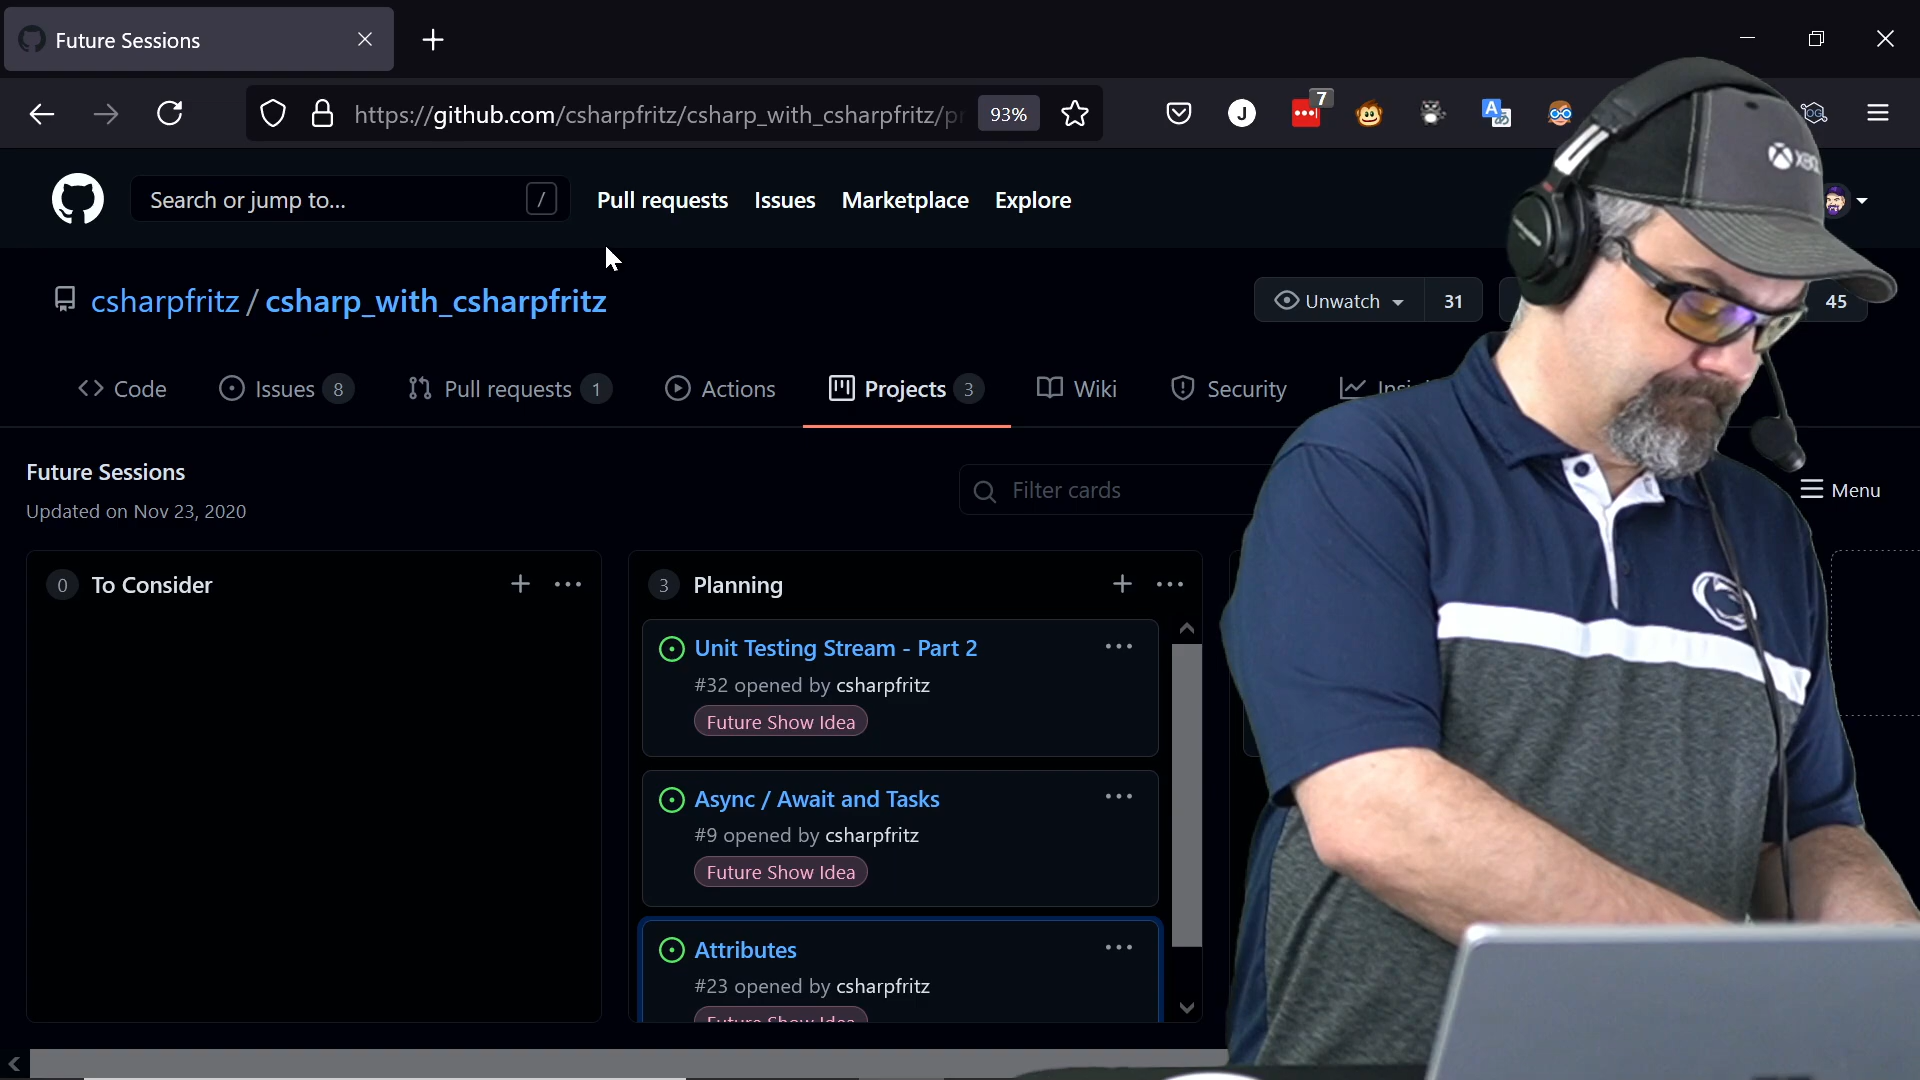 Future Sessions
https://github.com/csharpfritz/csharp_with_csharpfritz/pr
93%
J
7
Search or jump to...
/
Pull requests
Issues
Marketplace
Explore
csharpfritz / csharp_with_csharpfritz
Unwatch
31
45
Code
Issues 8
Pull requests 1
Actions
Projects 3
Wiki
Security
Future Sessions
Updated on Nov 23, 2020
Filter cards
Menu
0 To Consider
3 Planning
Unit Testing Stream - Part 2
#32 opened by csharpfritz
Future Show Idea
Async / Await and Tasks
#9 opened by csharpfritz
Future Show Idea
Attributes
#23 opened by csharpfritz
Future Show Idea